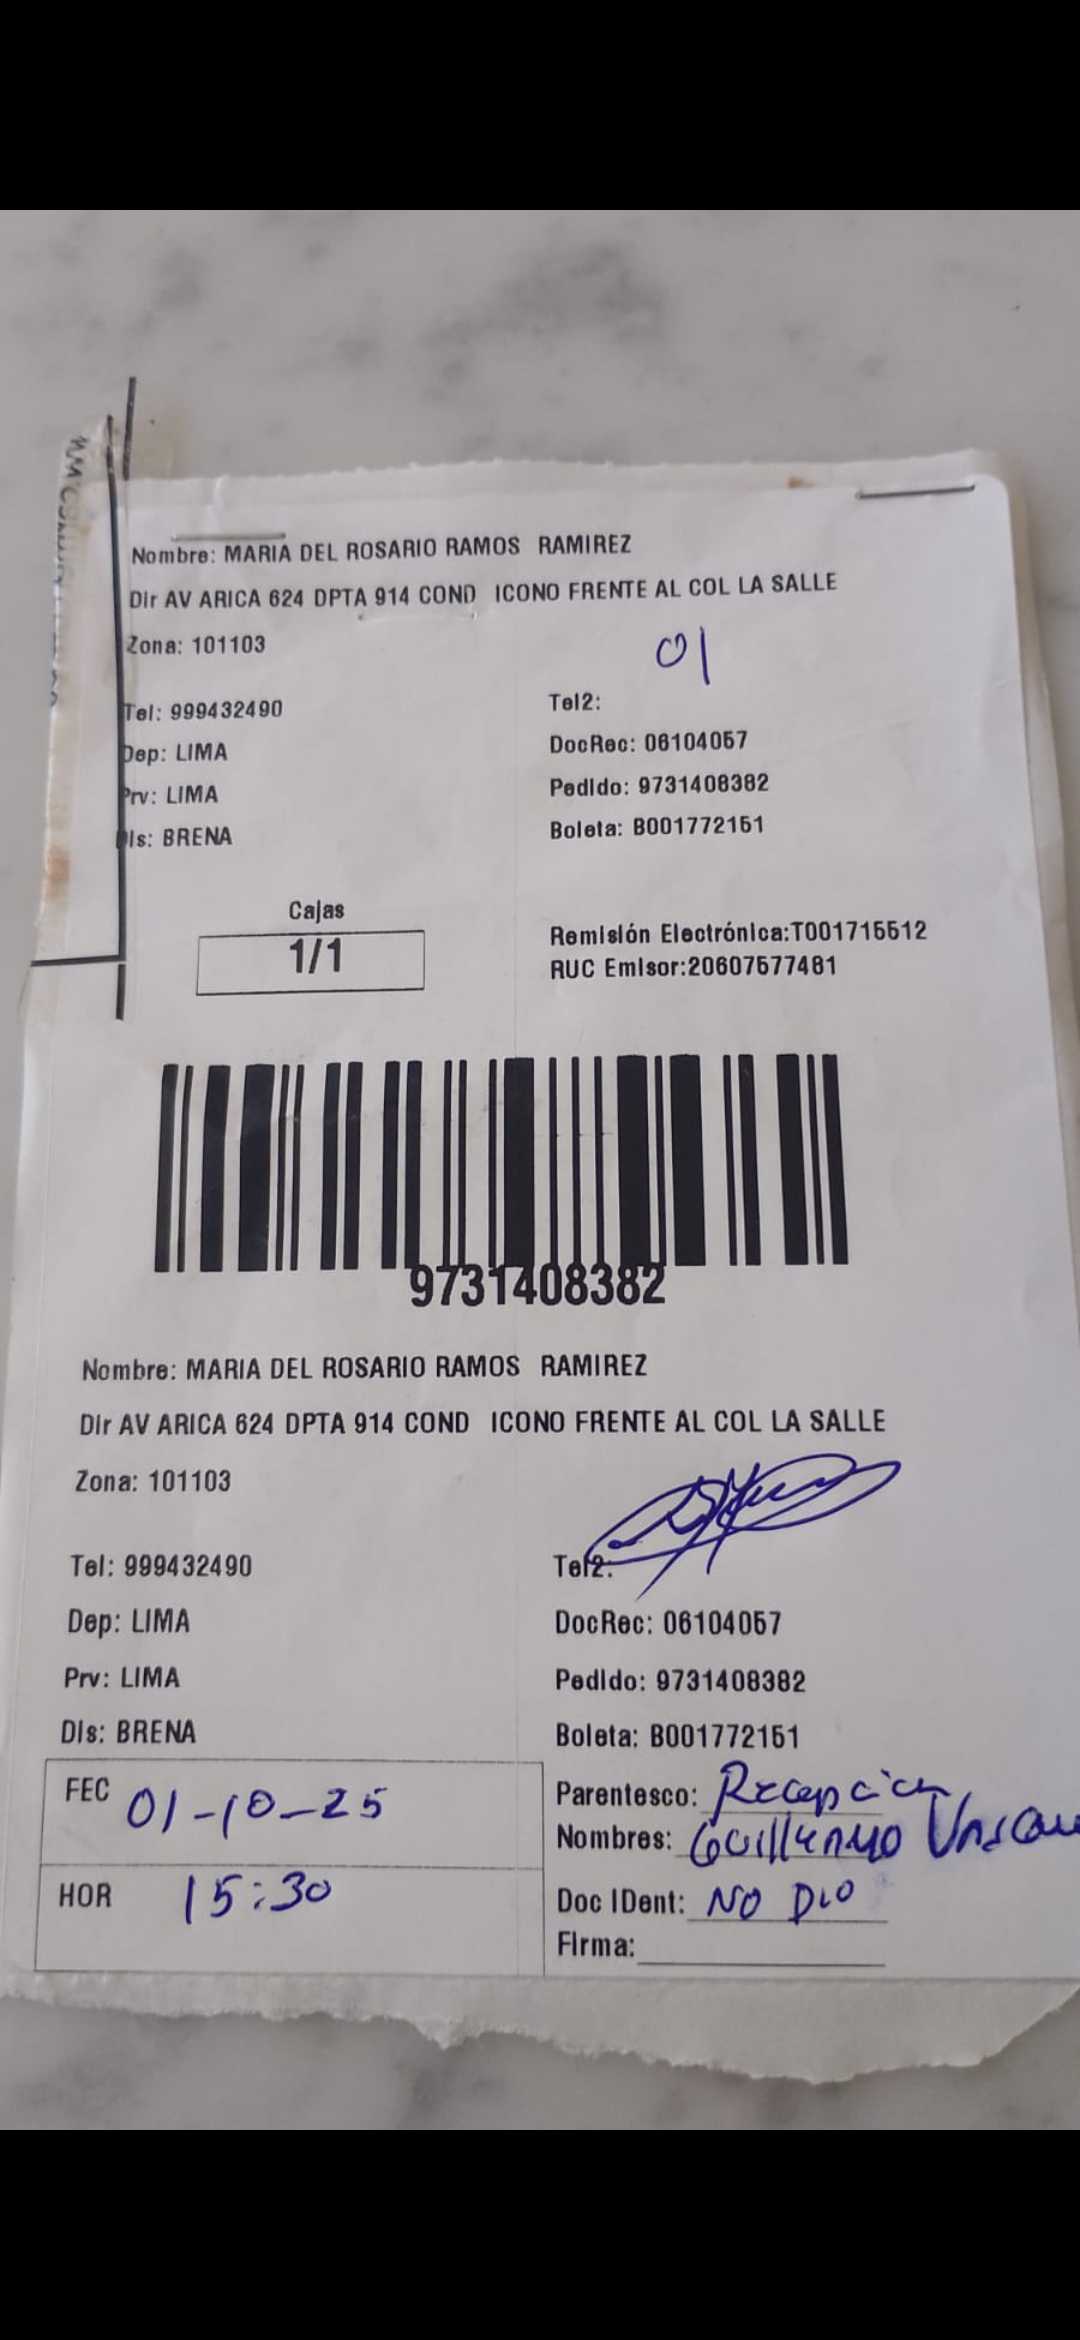 Nombre: MARIA DEL ROSARIO RAMOS RAMIREZ
Dir AV ARICA 624 DPTA 914 COND ICONO FRENTE AL COL LA SALLE
Zona: 101103
01
Tel: 999432490
Tel2:
Dep: LIMA
DocRec: 06104057
Prv: LIMA
Pedido: 9731408382
Dis: BRENA
Boleta: B001772151
Cajas
1/1
Remisión Electrónica:T001715512
RUC Emisor:20607577481
9731408382
Nombre: MARIA DEL ROSARIO RAMOS RAMIREZ
Dir AV ARICA 624 DPTA 914 COND ICONO FRENTE AL COL LA SALLE
Zona: 101103
Tel: 999432490
Tel2:
Dep: LIMA
DocRec: 06104057
Prv: LIMA
Pedido: 9731408382
Dis: BRENA
Boleta: B001772151
FEC 01-10-25
Parentesco: Recepcion
Nombres: Guillermo
HOR 15:30
Doc IDent: NO DIO
Firma: